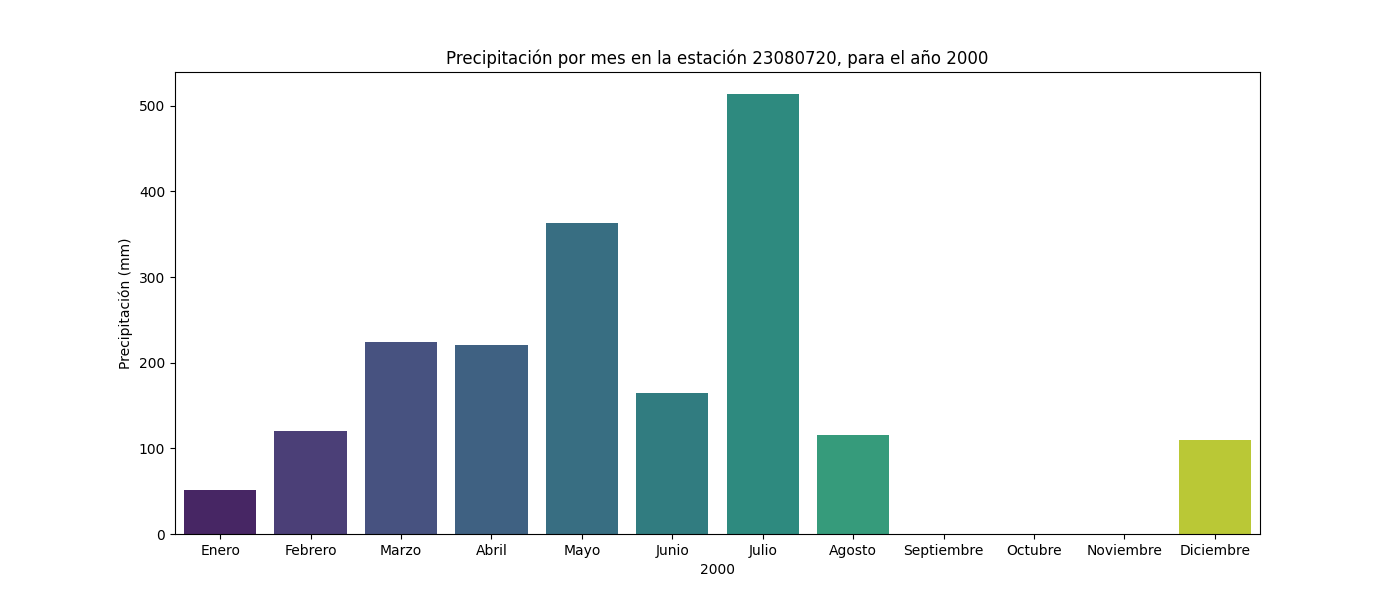 Precipitación por mes en la estación 23080720, para el año 2000
Precipitación (mm)
500
400
300
200
100
0
Enero Febrero Marzo Abril Mayo Junio Julio Agosto Septiembre Octubre Noviembre Diciembre
2000